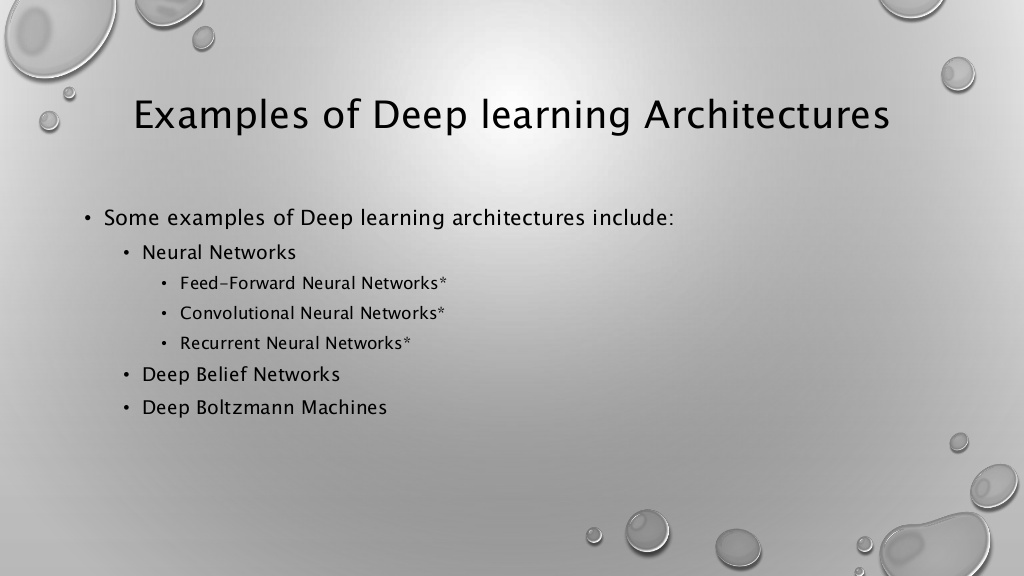 Examples of Deep learning Architectures
• Some examples of Deep learning architectures include:
• Neural Networks
• Feed-Forward Neural Networks*
• Convolutional Neural Networks*
• Recurrent Neural Networks*
• Deep Belief Networks
• Deep Boltzmann Machines